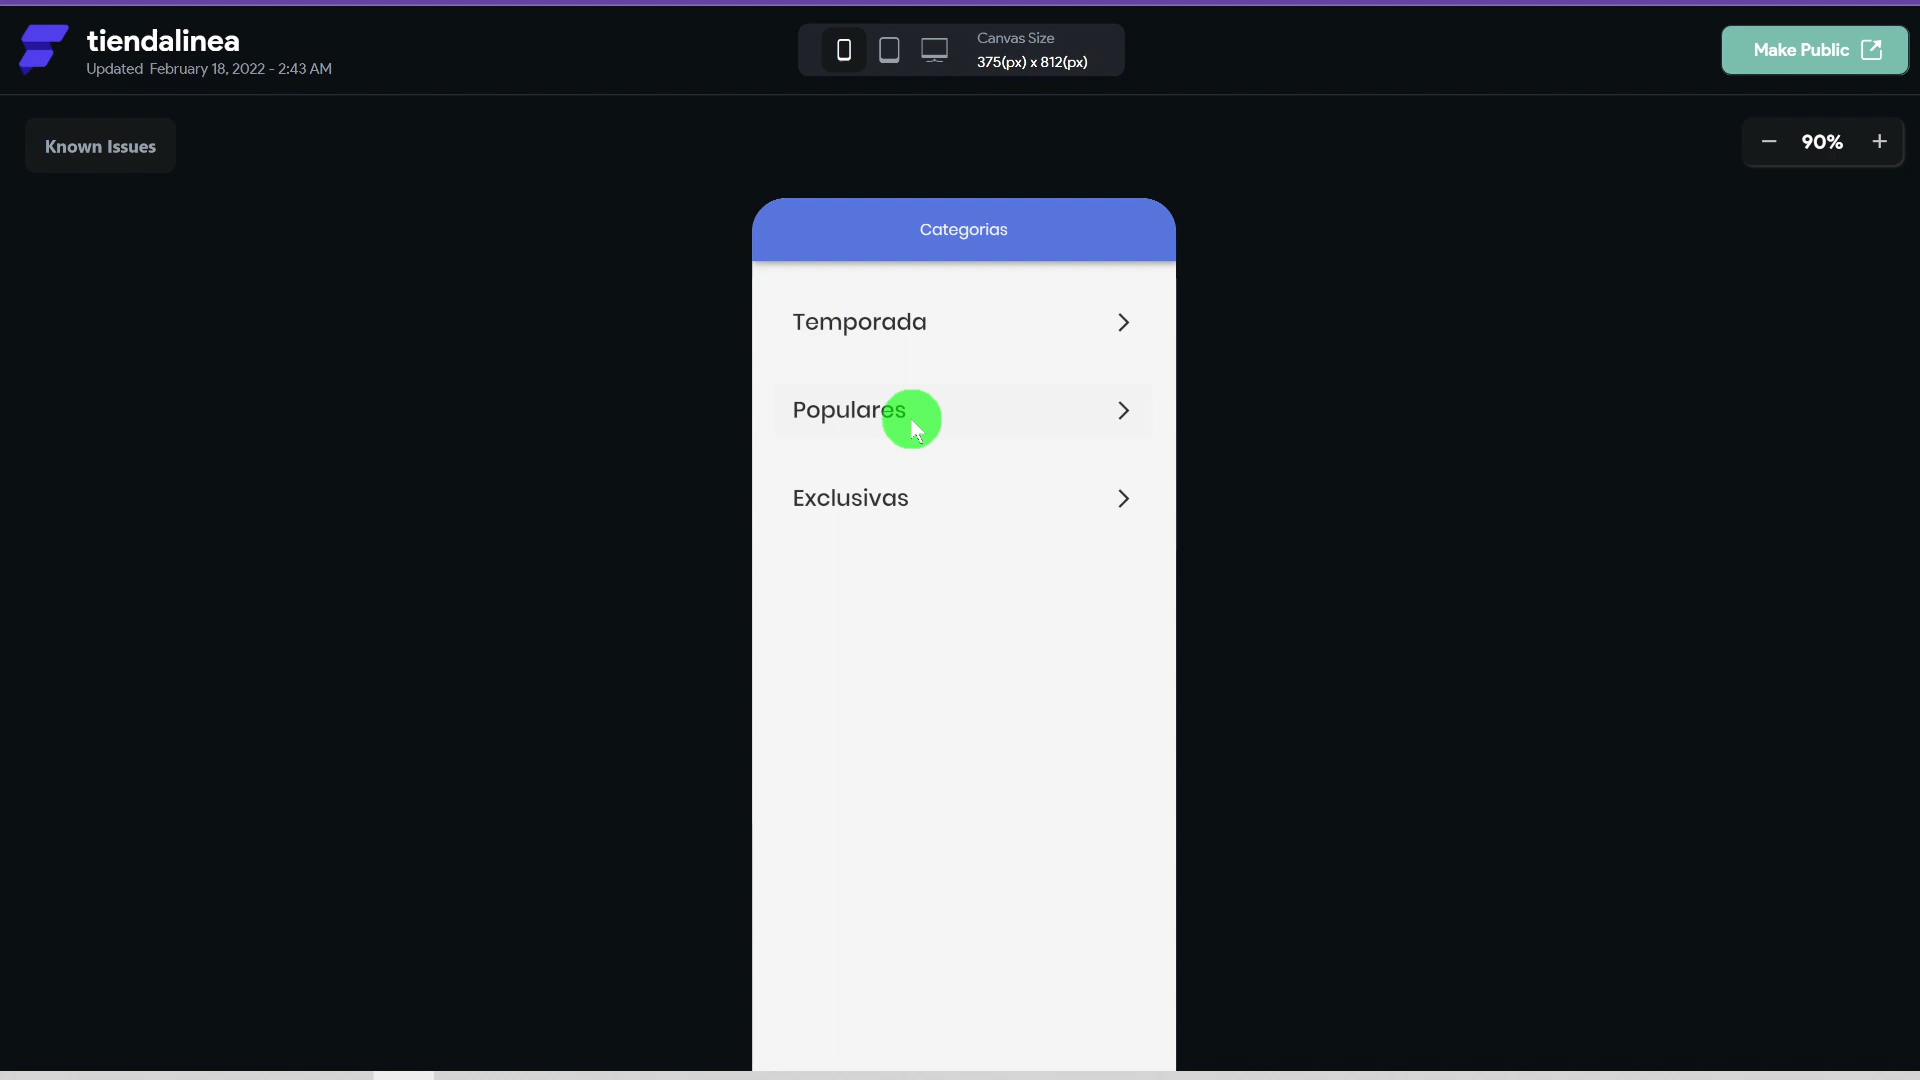 tiendalinea
Updated February 18, 2022 - 2:43 AM
Canvas Size
375(px) x 812(px)
Make Public
Known Issues
90%
Categorias
Temporada
Populares
Exclusivas